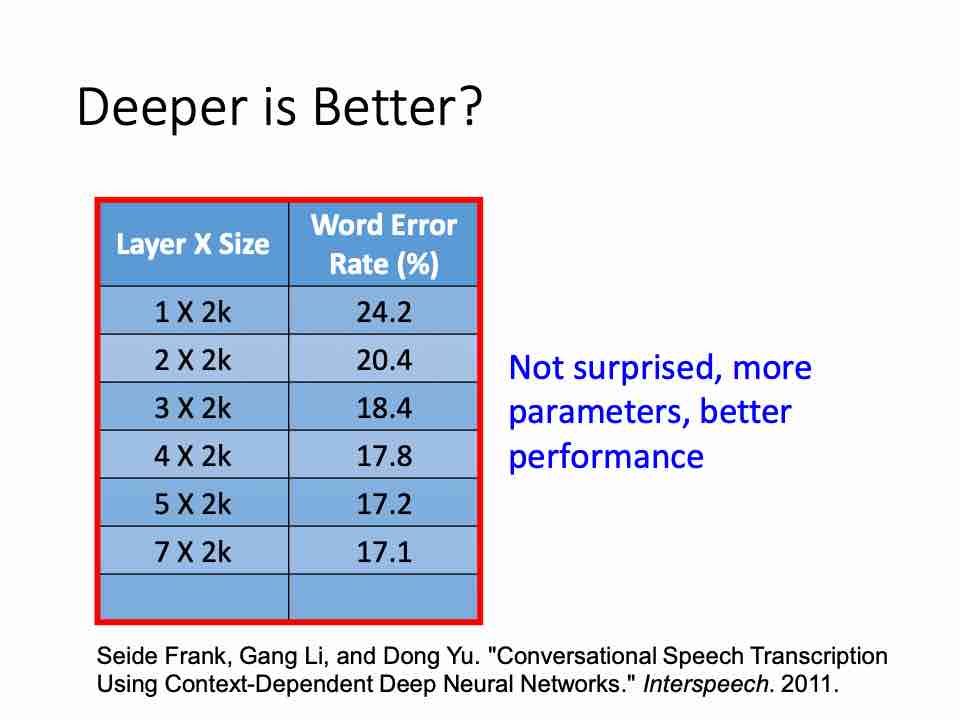 Deeper is Better?
Layer X Size
Word Error
Rate (%)
1 X 2k
24.2
2 X 2k
20.4
3 X 2k
18.4
4 X 2k
17.8
5 X 2k
17.2
7 X 2k
17.1
Not surprised, more
parameters, better
performance
Seide Frank, Gang Li, and Dong Yu. "Conversational Speech Transcription
Using Context-Dependent Deep Neural Networks." Interspeech. 2011.